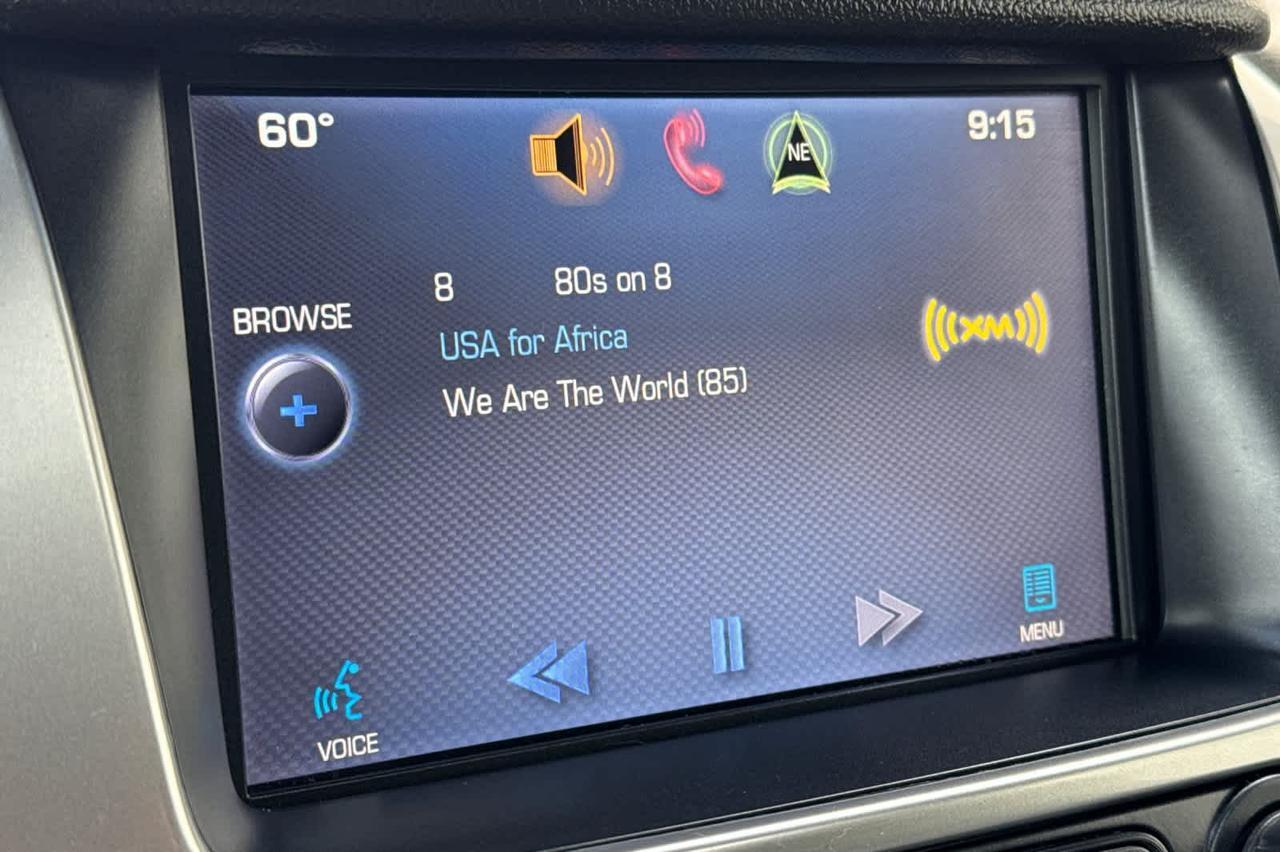 60°
NE
9:15
8 80s on 8
BROWSE
USA for Africa
We Are The World (85)
XM
MENU
VOICE